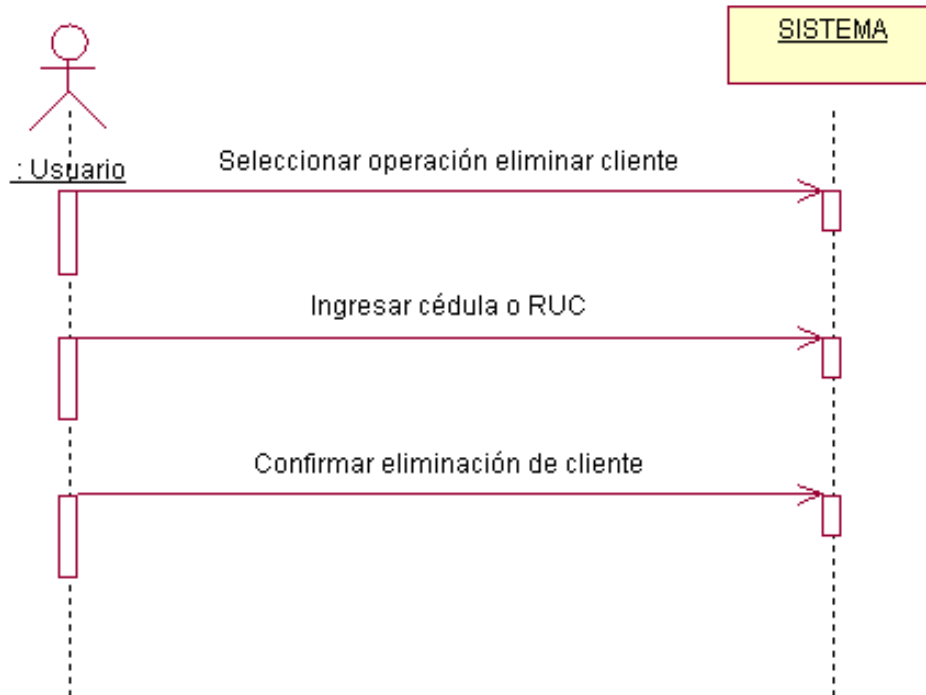 SISTEMA
: Usuario
Seleccionar operación eliminar cliente
Ingresar cédula o RUC
Confirmar eliminación de cliente